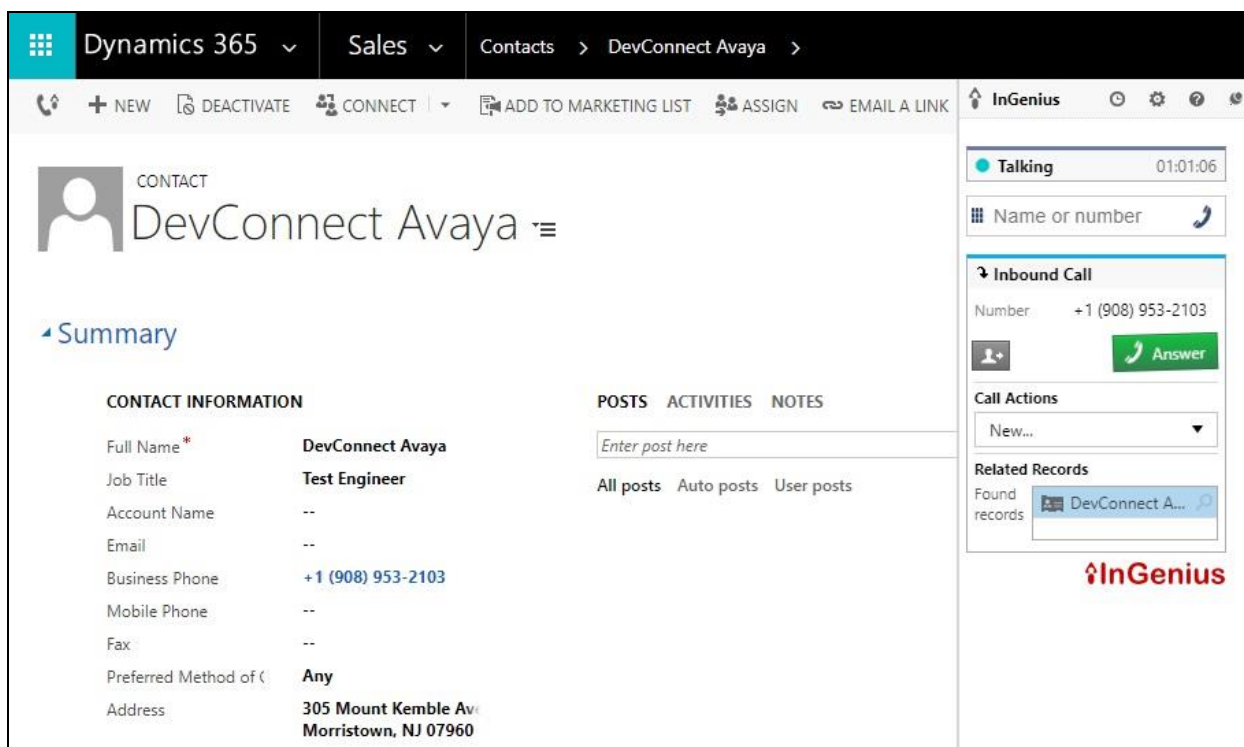 Dynamics 365 Sales Contacts > DevConnect Avaya >
NEW DEACTIVATE CONNECT ADD TO MARKETING LIST ASSIGN EMAIL A LINK
CONTACT
DevConnect Avaya
Summary
CONTACT INFORMATION
Full Name* DevConnect Avaya
Job Title Test Engineer
Account Name --
Email --
Business Phone +1 (908) 953-2103
Mobile Phone --
Fax --
Preferred Method of
Address 305 Mount Kemble Ave
Morristown, NJ 07960
Any
POSTS ACTIVITIES NOTES
Enter post here
All posts Auto posts User posts
InGenius
Talking 01:01:06
Name or number
Inbound Call
Number +1 (908) 953-2103
Answer
Call Actions
New...
Related Records
Found
records
DevConnect A...
InGenius